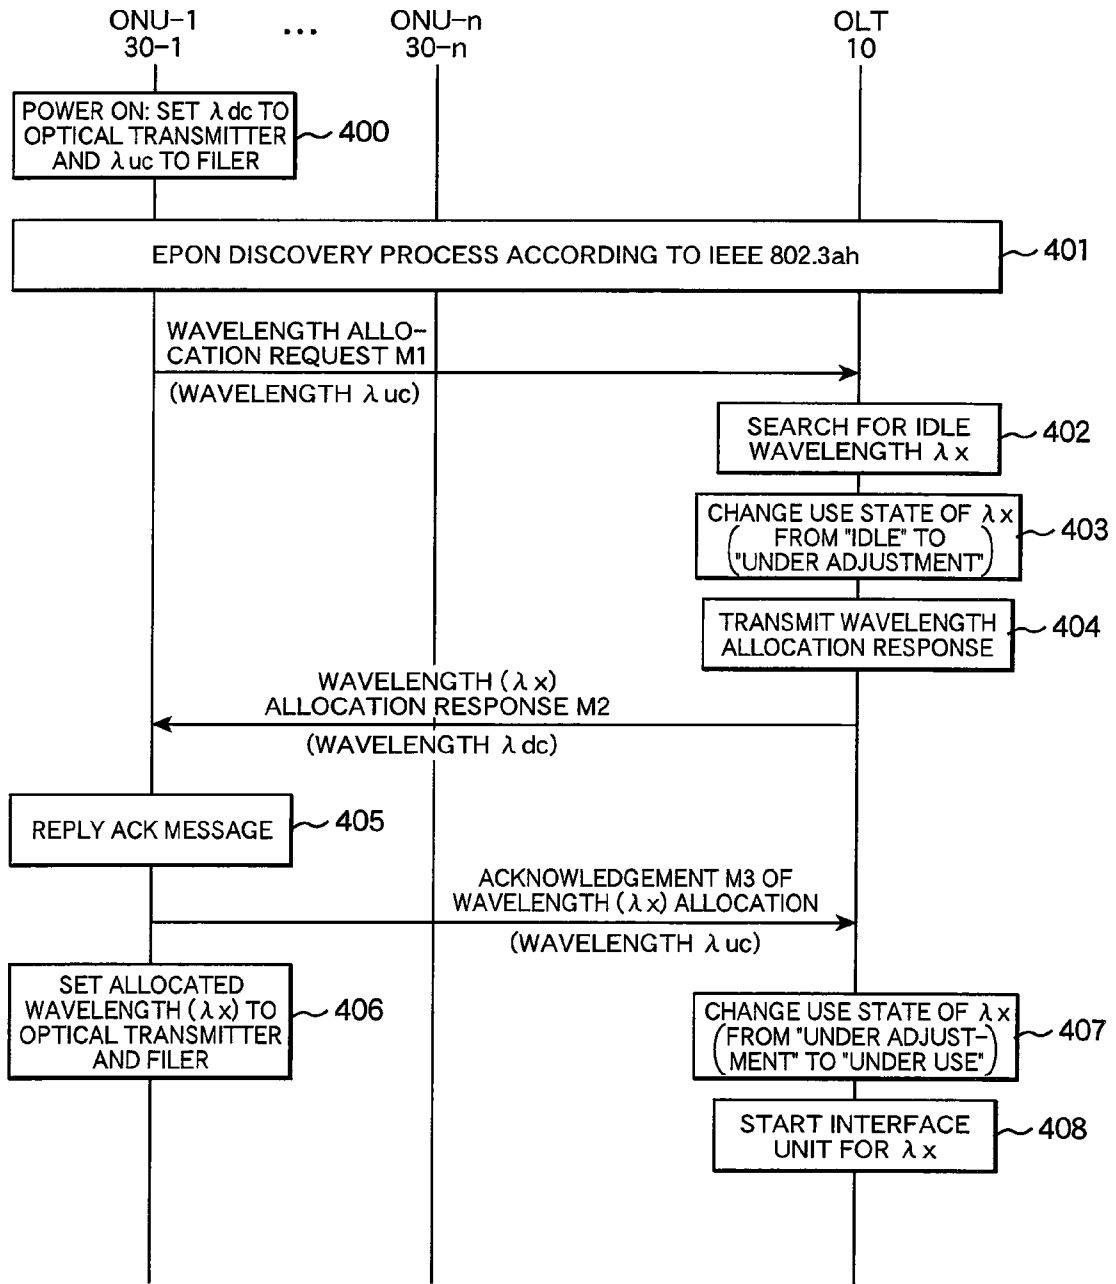 ONU-1
30-1
...
ONU-n
30-n
OLT
10
POWER ON: SET λdc TO
OPTICAL TRANSMITTER
AND λuc TO FILER
400
EPON DISCOVERY PROCESS ACCORDING TO IEEE 802.3ah
401
WAVELENGTH ALLO-
CATION REQUEST M1
(WAVELENGTH λuc)
SEARCH FOR IDLE
WAVELENGTH λx
402
CHANGE USE STATE OF λx
(FROM "IDLE" TO
"UNDER ADJUSTMENT")
403
TRANSMIT WAVELENGTH
ALLOCATION RESPONSE
404
WAVELENGTH (λx)
ALLOCATION RESPONSE M2
(WAVELENGTH λdc)
REPLY ACK MESSAGE
405
ACKNOWLEDGEMENT M3 OF
WAVELENGTH (λx) ALLOCATION
(WAVELENGTH λuc)
SET ALLOCATED
WAVELENGTH (λx) TO
OPTICAL TRANSMITTER
AND FILER
406
CHANGE USE STATE OF λx
(FROM "UNDER ADJUST-
MENT" TO "UNDER USE")
407
START INTERFACE
UNIT FOR λx
408